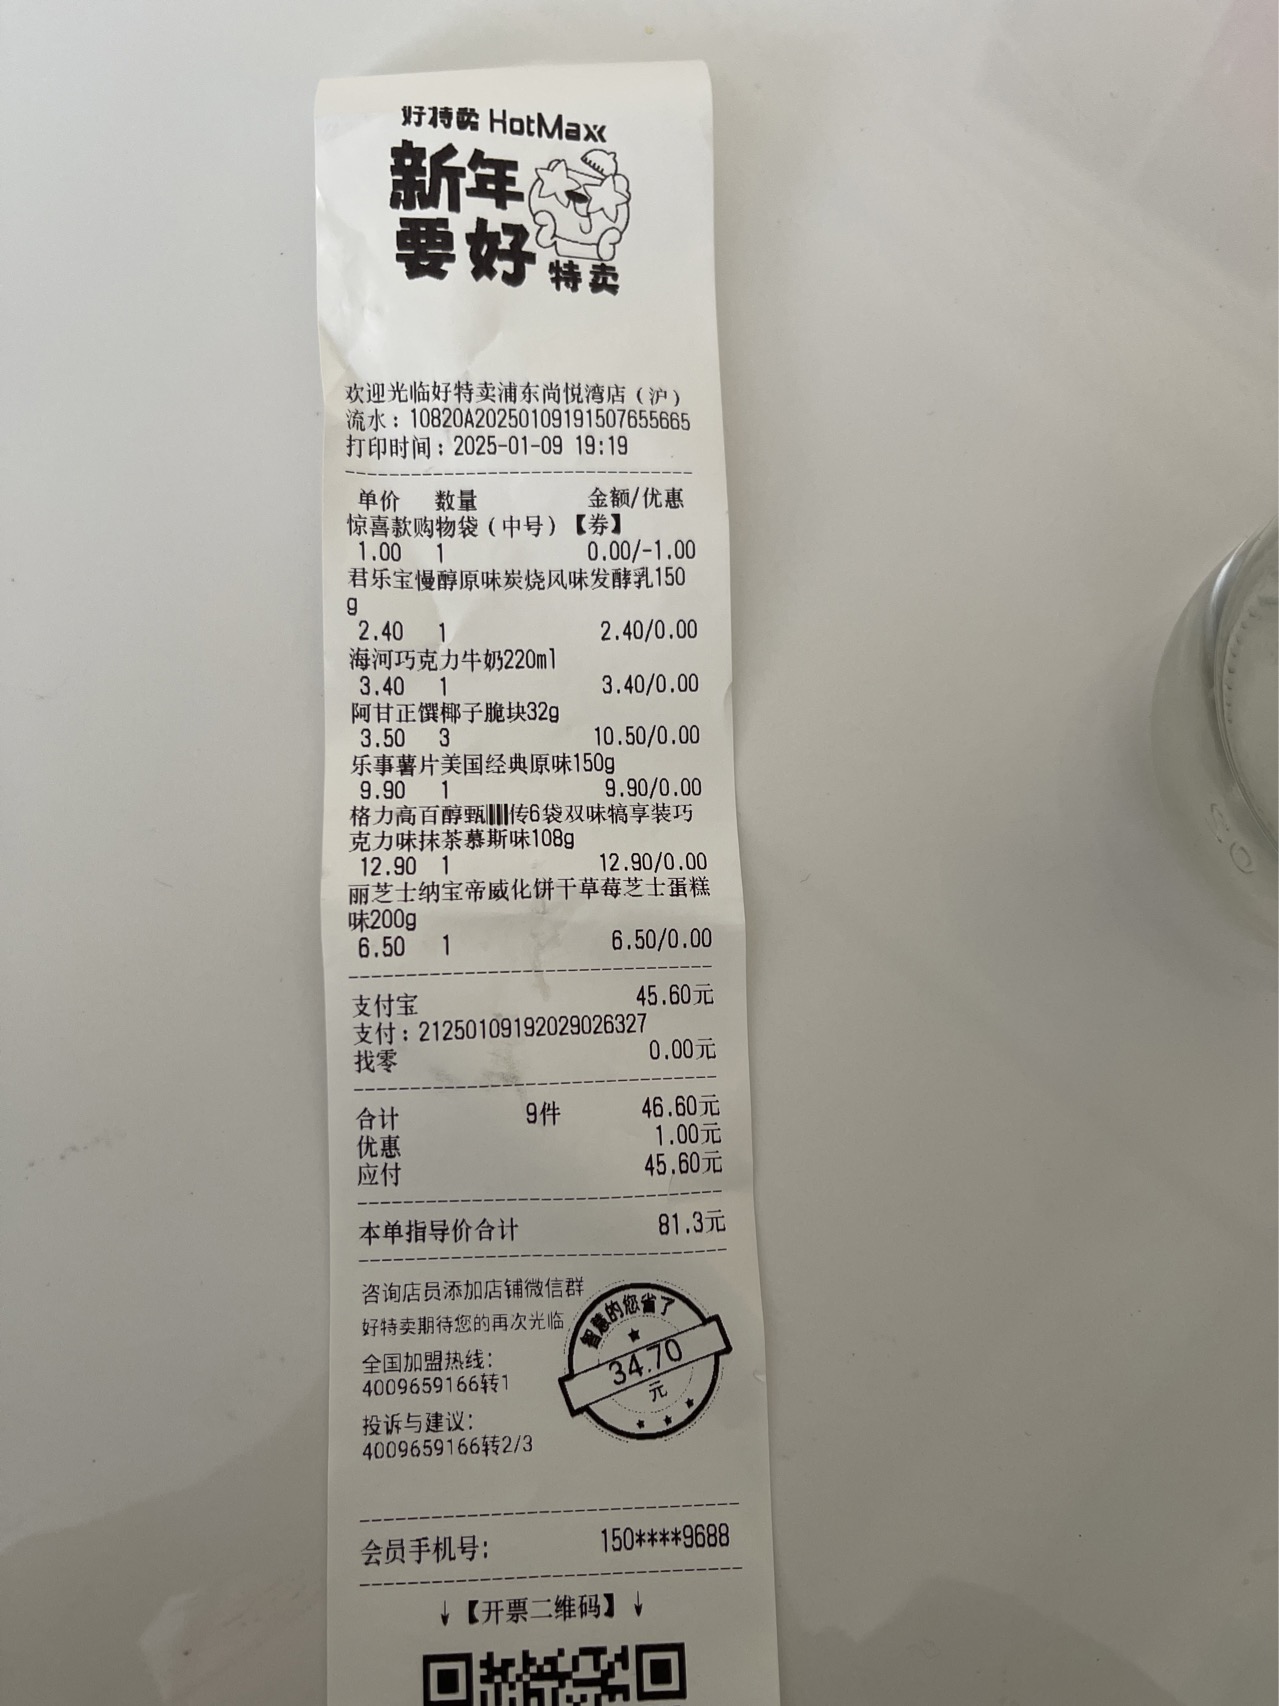 好特卖 HotMaxx
新年
要好
特卖
欢迎光临好特卖浦东尚悦湾店（沪）
流水：10820A20250109191507655665
打印时间：2025-01-09 19:19
单价 数量 金额/优惠
惊喜款购物袋（中号）【券】
1.00 1 0.00/-1.00
君乐宝慢醇原味炭烧风味发酵乳150
g
2.40 1 2.40/0.00
海河巧克力牛奶220ml
3.40 1 3.40/0.00
阿甘正馔椰子脆块32g
3.50 3 10.50/0.00
乐事薯片美国经典原味150g
9.90 1 9.90/0.00
格力高百醇甄传6袋双味犒享装巧
克力味抹茶慕斯味108g
12.90 1 12.90/0.00
丽芝士纳宝帝威化饼干草莓芝士蛋糕
味200g
6.50 1 6.50/0.00
支付宝 45.60元
支付：21250109192029026327
找零 0.00元
合计 9件 46.60元
优惠 1.00元
应付 45.60元
本单指导价合计 81.3元
咨询店员添加店铺微信群
好特卖期待您的再次光临
全国加盟热线：
4009659166转1
投诉与建议：
4009659166转2/3
智慧的您省了
34.70
元
会员手机号： 150****9688
↓【开票二维码】↓